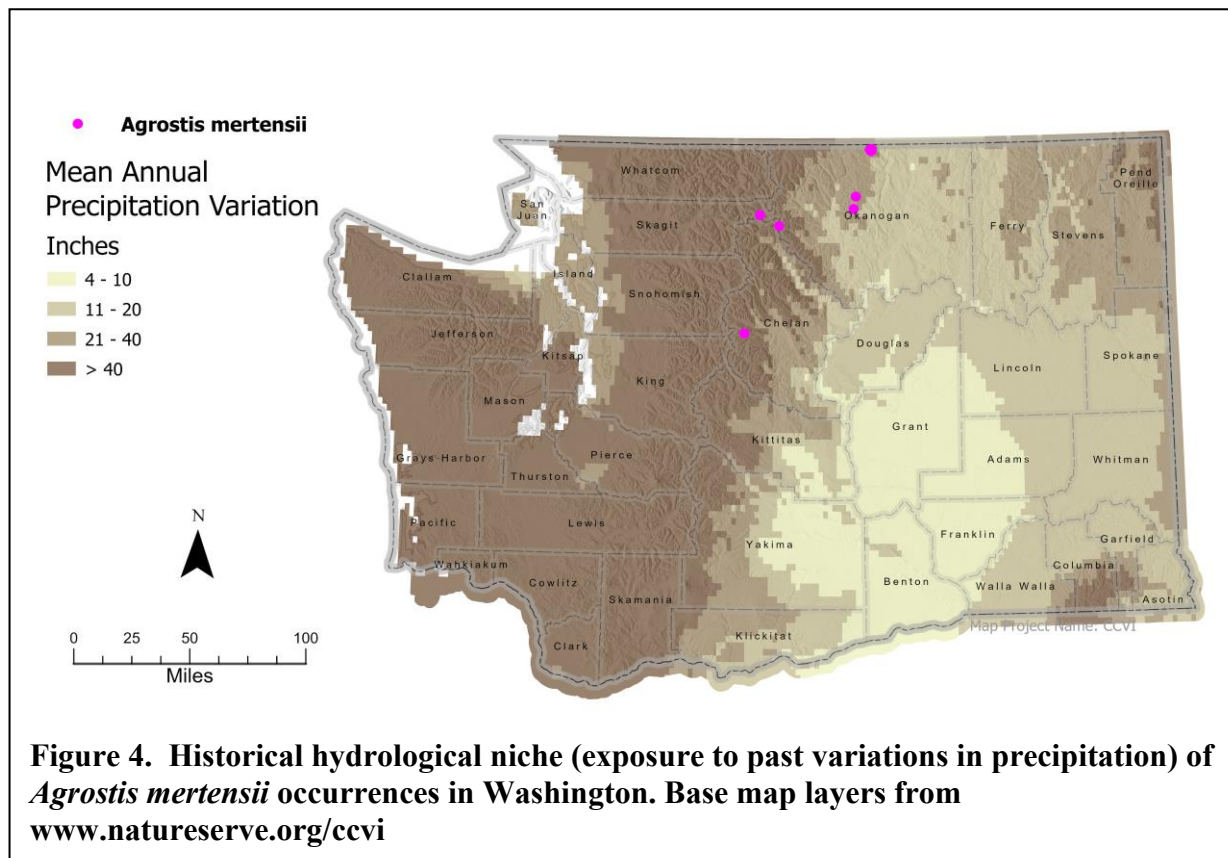 Agrostis mertensii
Mean Annual
Precipitation Variation
Inches
4 - 10
11 - 20
21 - 40
> 40
Whatcom
Pend
Oreille
San
Juan
Skagit
Okanogan
Ferry
Stevens
Clallam
Island
Snohomish
Chelan
Jefferson
Douglas
Kitsap
Spokane
Lincoln
King
Mason
Grant
Kittitas
Grays Harbor
Pierce
Adams
Whitman
Thurston
N
Pacific
Lewis
Yakima
Franklin
Garfield
Wahkiakum
Columbia
Cowlitz
Benton
Walla Walla
Skamania
Asotin
Map Project Name: CCVI
Klickitat
Clark
0 25 50 100
Miles
Figure 4. Historical hydrological niche (exposure to past variations in precipitation) of
Agrostis mertensii occurrences in Washington. Base map layers from
www.natureserve.org/ccvi